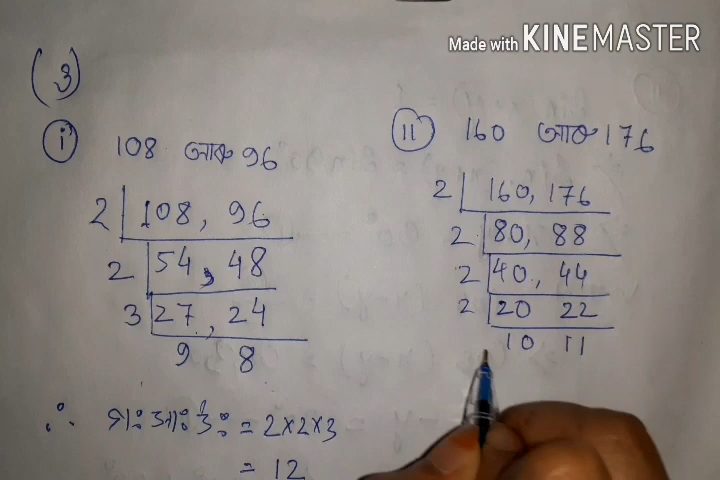 Made with KINEMASTER
(3)
(i) 108 আৰু 96
2 | 108, 96
2 | 54, 48
3 | 27, 24
9 8
∴ গঃসাঃউঃ = 2×2×3
= 12
(ii) 160 আৰু 176
2 | 160, 176
2 | 80, 88
2 | 40, 44
2 | 20 22
10 11